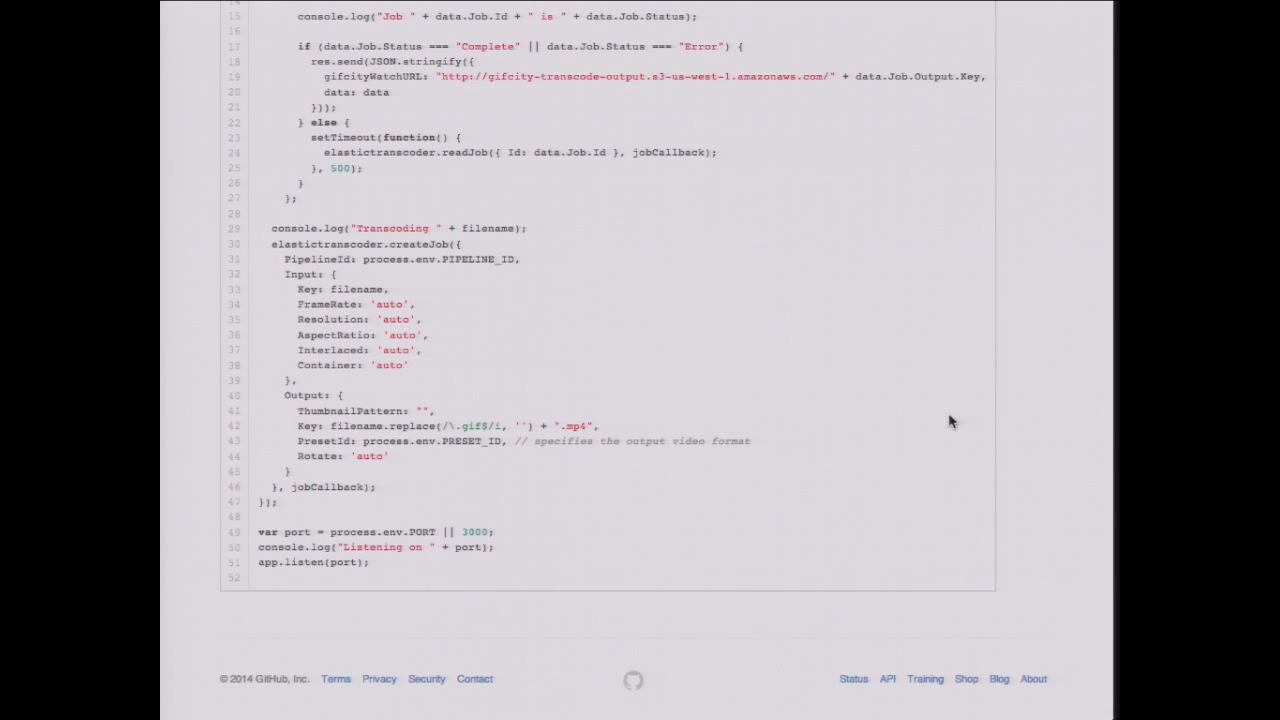 15 console.log("Job " + data.Job.Id + " is " + data.Job.Status);
16
17 if (data.Job.Status === "Complete" || data.Job.Status === "Error") {
18 res.send(JSON.stringify({
19 gifcityWatchURL: "http://gifcity-transcode-output.s3-us-west-1.amazonaws.com/" + data.Job.Output.Key,
20 data: data
21 }));
22 } else {
23 setTimeout(function() {
24 elastictranscoder.readJob({ Id: data.Job.Id }, jobCallback);
25 }, 500);
26 }
27 };
28
29 console.log("Transcoding " + filename);
30 elastictranscoder.createJob({
31 PipelineId: process.env.PIPELINE_ID,
32 Input: {
33 Key: filename,
34 FrameRate: 'auto',
35 Resolution: 'auto',
36 AspectRatio: 'auto',
37 Interlaced: 'auto',
38 Container: 'auto'
39 },
40 Output: {
41 ThumbnailPattern: "",
42 Key: filename.replace(/\.gif$/i, '') + ".mp4",
43 PresetId: process.env.PRESET_ID, // specifies the output video format
44 Rotate: 'auto'
45 }
46 }, jobCallback);
47 });
48
49 var port = process.env.PORT || 3000;
50 console.log("Listening on " + port);
51 app.listen(port);
52
© 2014 GitHub, Inc. Terms Privacy Security Contact Status API Training Shop Blog About